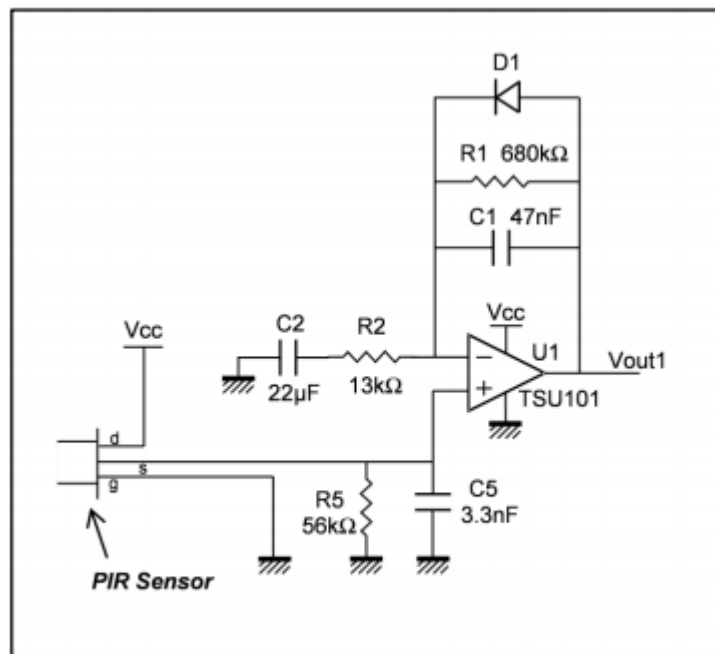 D1
R1 680kΩ
C1 47nF
Vcc
C2
R2
Vcc
U1
Vout1
−
+
22µF
13kΩ
TSU101
d
s
g
R5
56kΩ
C5
3.3nF
PIR Sensor